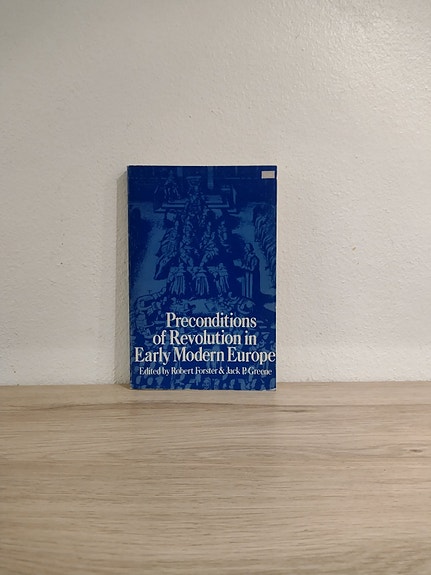 Preconditions
of Revolution in
Early Modern Europe
Edited by Robert Forster & Jack P. Greene